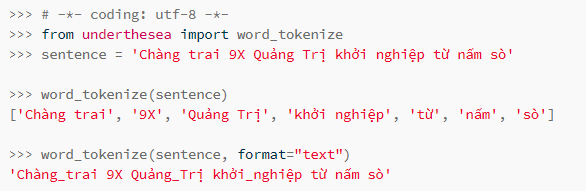 >>> # -*- coding: utf-8 -*-
>>> from underthesea import word_tokenize
>>> sentence = 'Chàng trai 9X Quảng Trị khởi nghiệp từ nấm sò'
>>> word_tokenize(sentence)
['Chàng trai', '9X', 'Quảng Trị', 'khởi nghiệp', 'từ', 'nấm', 'sò']
>>> word_tokenize(sentence, format="text")
'Chàng_trai 9X Quảng_Trị khởi_nghiệp từ nấm sò'